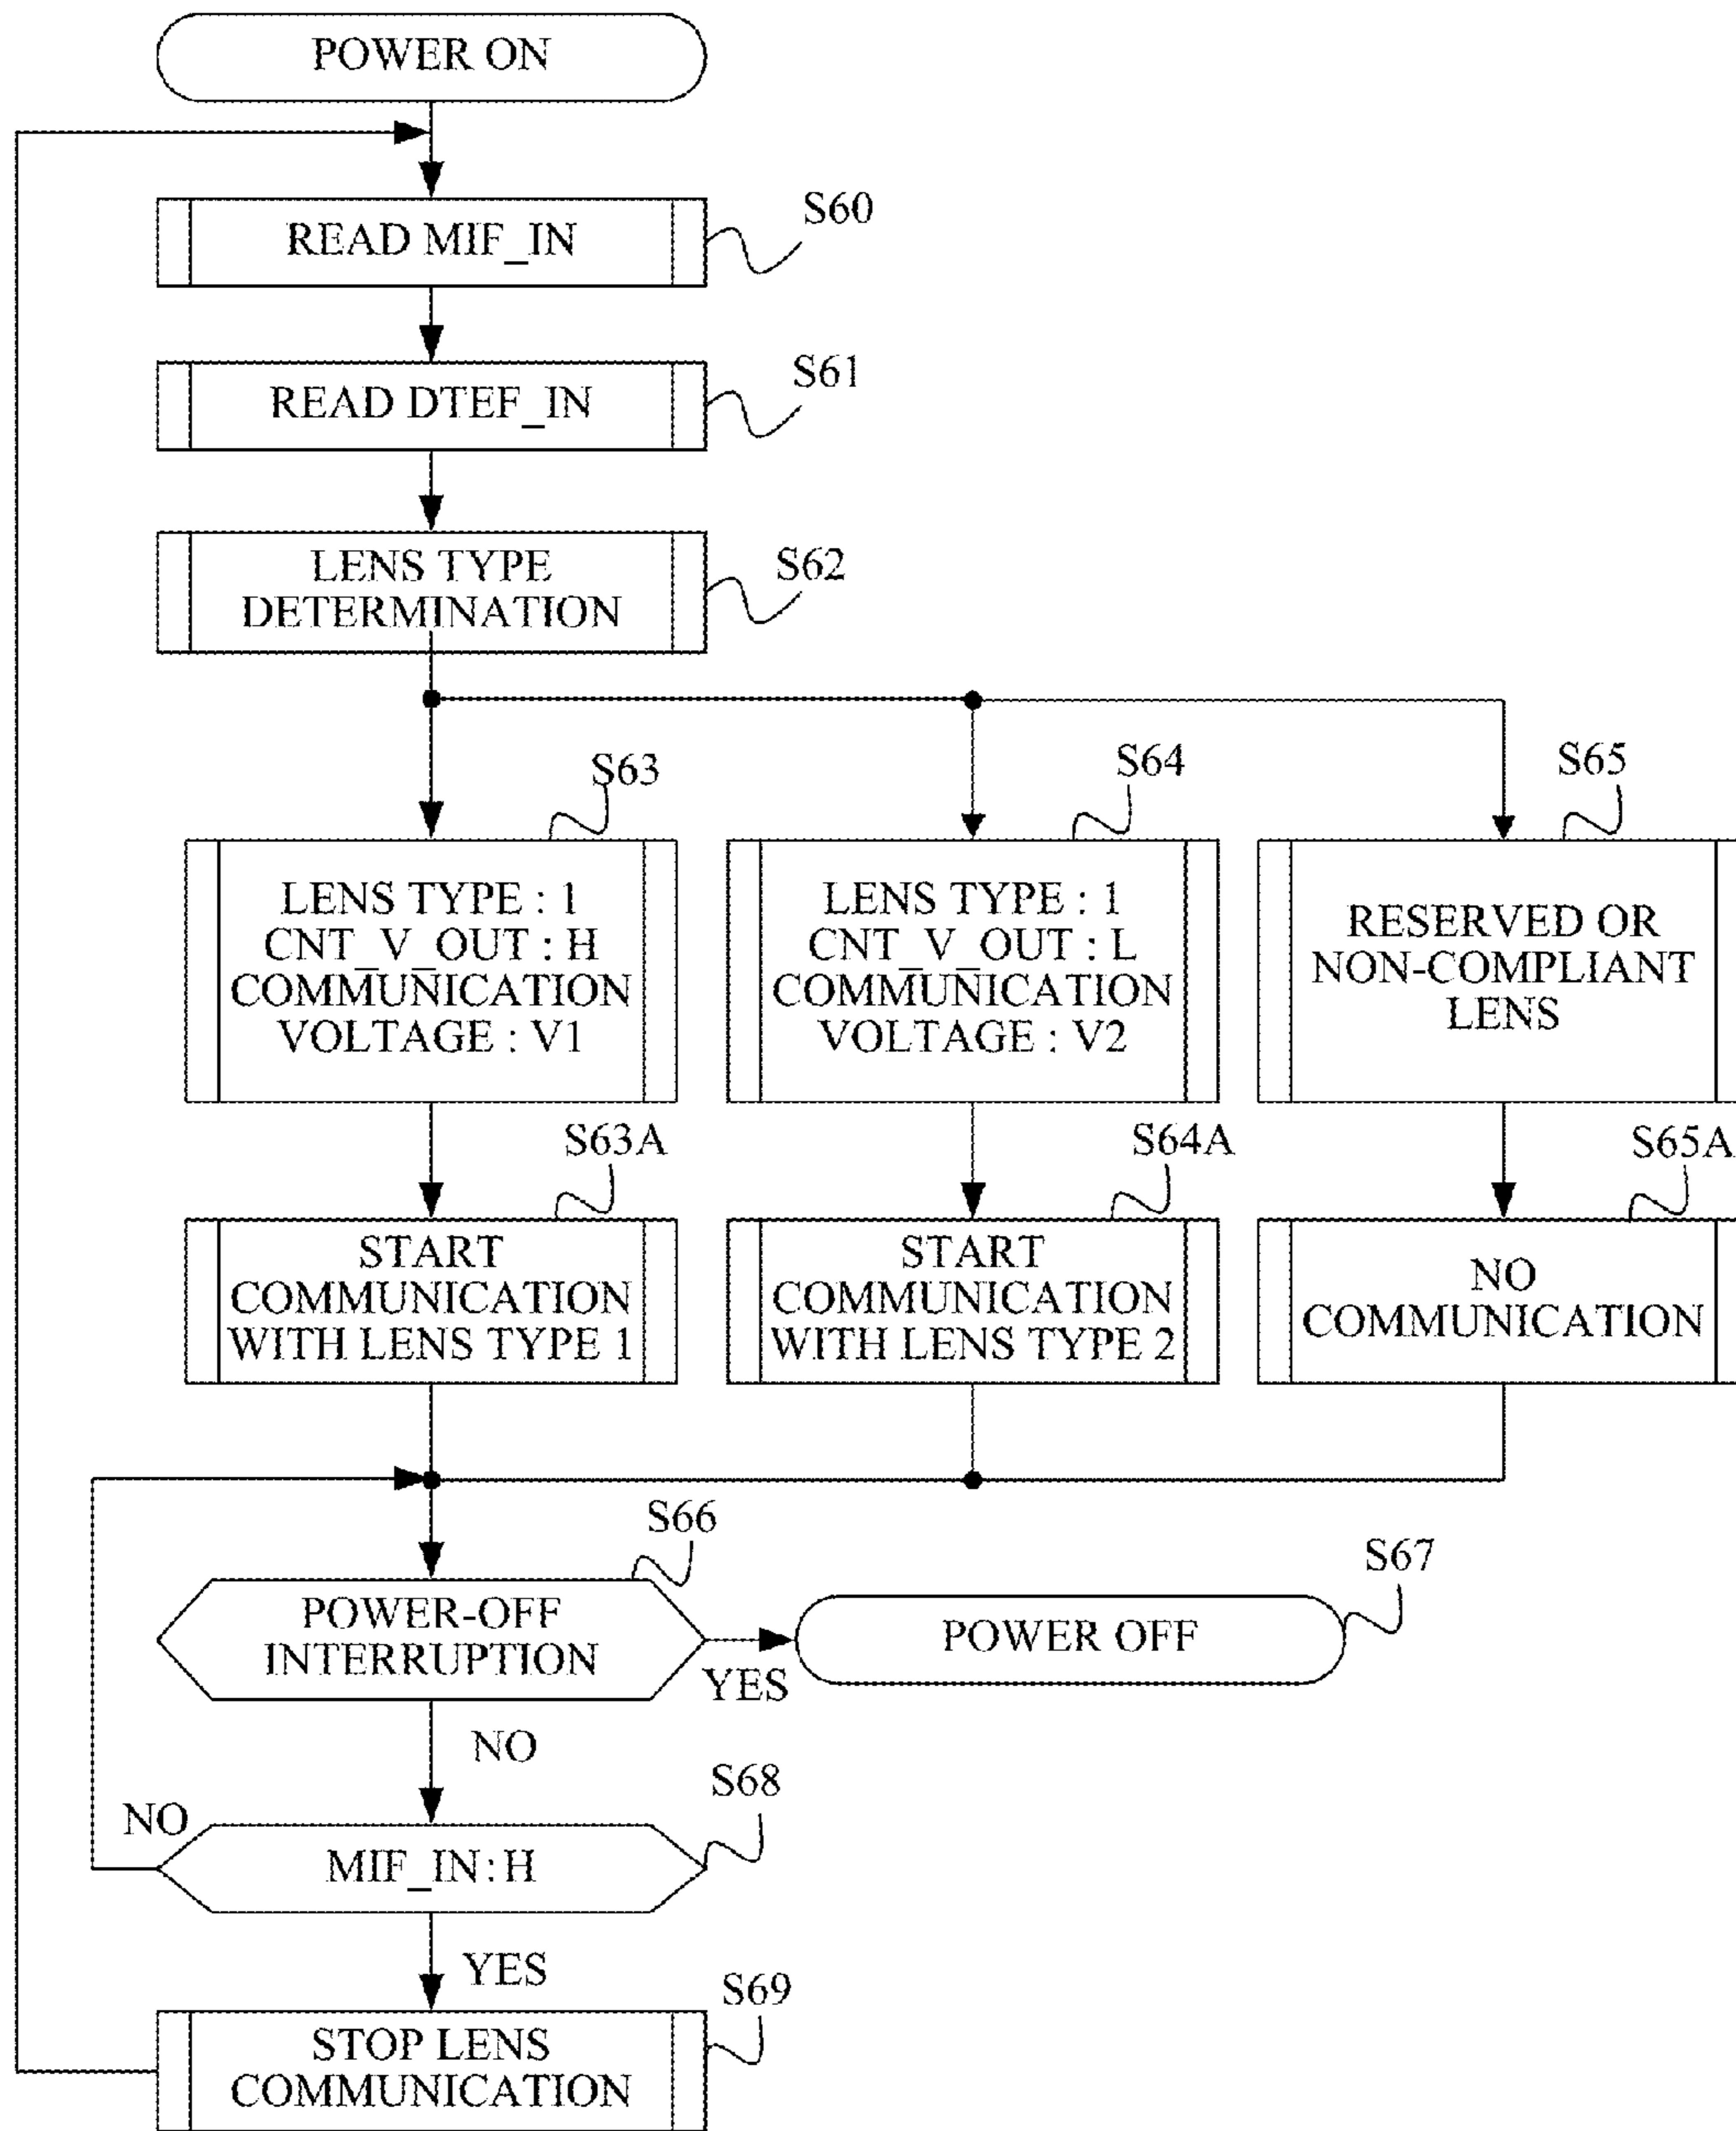 POWER ON
READ MIF_IN
S60
READ DTEF_IN
S61
LENS TYPE
DETERMINATION
S62
S63
LENS TYPE : 1
CNT_V_OUT : H
COMMUNICATION
VOLTAGE : V1
S64
LENS TYPE : 1
CNT_V_OUT : L
COMMUNICATION
VOLTAGE : V2
S65
RESERVED OR
NON-COMPLIANT
LENS
S63A
START
COMMUNICATION
WITH LENS TYPE 1
S64A
START
COMMUNICATION
WITH LENS TYPE 2
S65A
NO
COMMUNICATION
S66
POWER-OFF
INTERRUPTION
YES
S67
POWER OFF
NO
S68
NO
MIF_IN : H
YES
S69
STOP LENS
COMMUNICATION